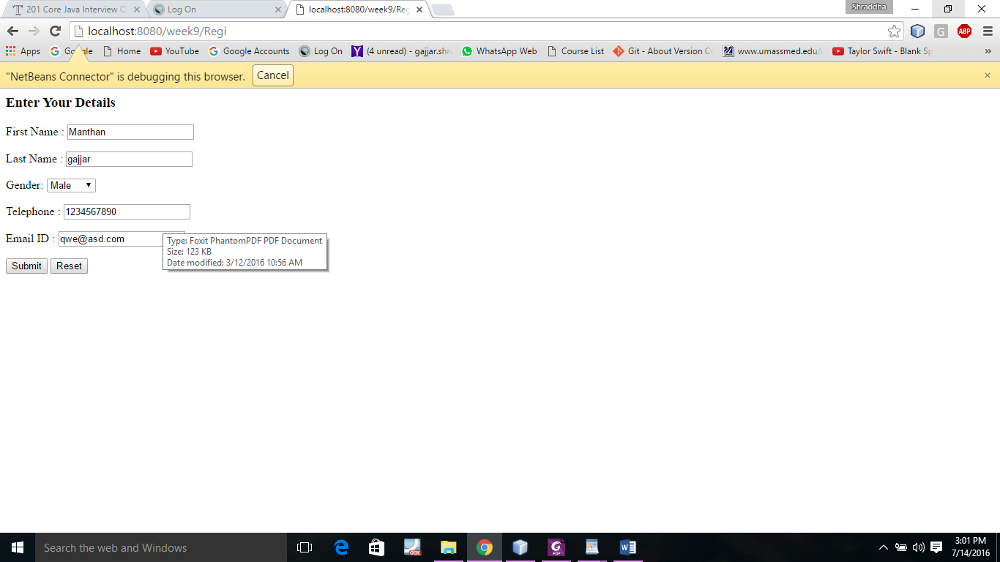 201 Core Java Interview Q
Log On
localhost:8080/week9/Reg
Shraddha
localhost:8080/week9/Regi
G
ABP
Apps
Google
Home
YouTube
Google Accounts
Log On
(4 unread) - gajjar.shr
WhatsApp Web
Course List
Git - About Version Co
www.umassmed.edu/
Taylor Swift - Blank Sp
»
"NetBeans Connector" is debugging this browser. Cancel
Enter Your Details
First Name : Manthan
Last Name : gajjar
Gender: Male
Telephone : 1234567890
Email ID : qwe@asd.com
Type: Foxit PhantomPDF PDF Document
Size: 123 KB
Date modified: 3/12/2016 10:56 AM
Submit Reset
Search the web and Windows
PDF
3:01 PM
7/14/2016